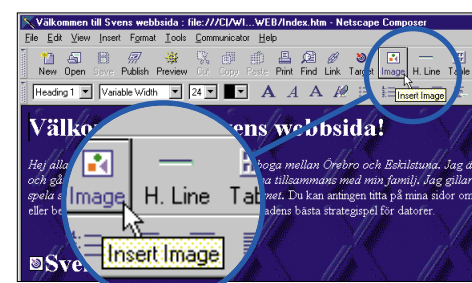 Välkommen till Svens webbsida : file:///C|/WI...WEB/Index.htm - Netscape Composer
File Edit View Insert Format Tools Communicator Help
New Open Save Publish Preview Cut Copy Paste Print Find Link Target Image H. Line Table
Heading 1 Variable Width 24 A A A
Insert Image
Välko ens webbsida!
Hej alla boga mellan Örebro och Eskilstuna. Jag
och gå a tillsammans med min familj. Jag gillar
spela s net. Du kan antingen titta på mina sidor om
eller be adens bästa strategispel för datorer.
Image H. Line Tab
Insert Image
Sve